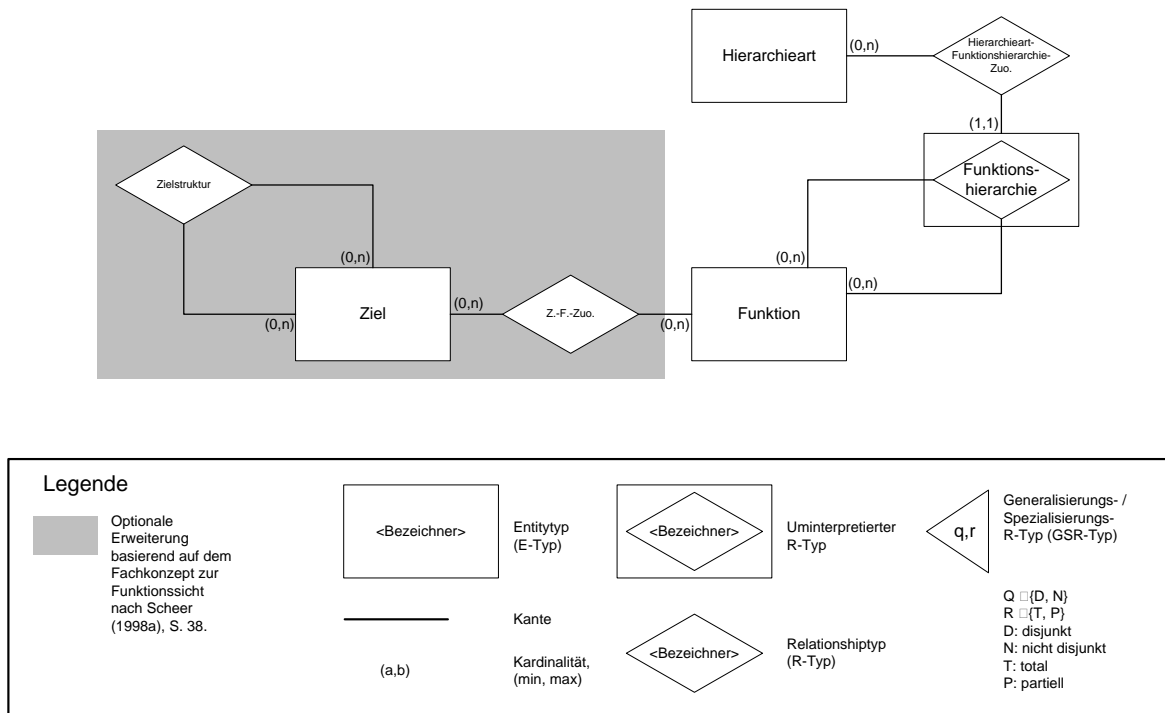 Hierarchieart
(0,n)
Hierarchieart-
Funktionshierarchie-
Zuo.
(1,1)
Funktions-
hierarchie
Zielstruktur
(0,n)
(0,n)
Ziel
(0,n)
Z.-F.-Zuo.
(0,n)
(0,n)
(0,n)
Funktion
Legende
Optionale
Erweiterung
basierend auf dem
Fachkonzept zur
Funktionssicht
nach Scheer
(1998a), S. 38.
<Bezeichner>
Entitytyp
(E-Typ)
Kante
(a,b)
Kardinalität,
(min, max)
<Bezeichner>
Uminterpretierter
R-Typ
<Bezeichner>
Relationshiptyp
(R-Typ)
q,r
Generalisierungs- /
Spezialisierungs-
R-Typ (GSR-Typ)
Q □{D, N}
R □{T, P}
D: disjunkt
N: nicht disjunkt
T: total
P: partiell